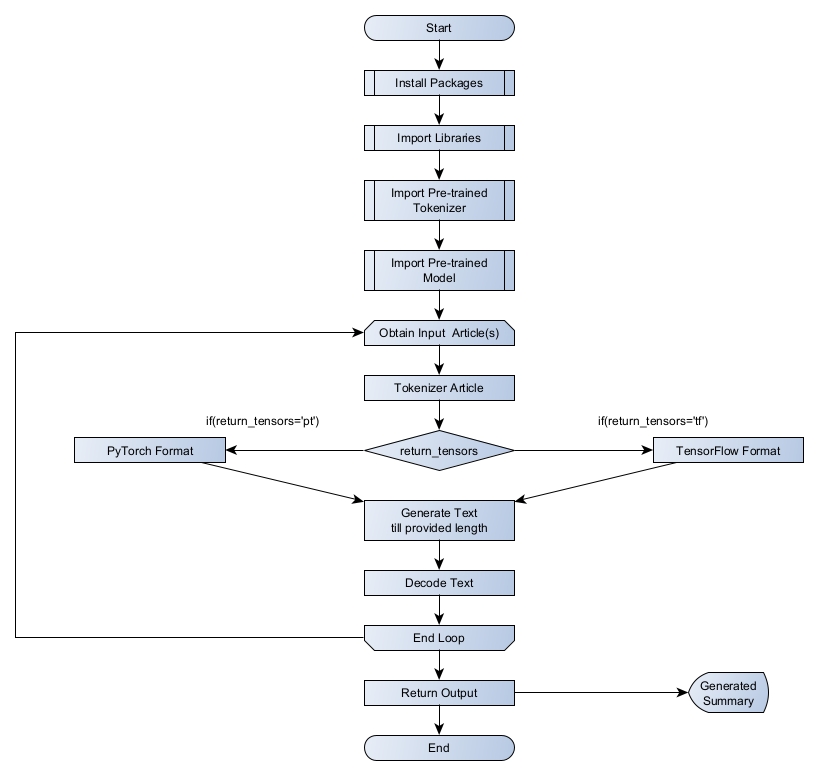 Start
Install Packages
Import Libraries
Import Pre-trained
Tokenizer
Import Pre-trained
Model
Obtain Input  Article(s)
Tokenizer Article
if(return_tensors='pt')
if(return_tensors='tf')
PyTorch Format
return_tensors
TensorFlow Format
Generate Text
till provided length
Decode Text
End Loop
Return Output
Generated
Summary
End